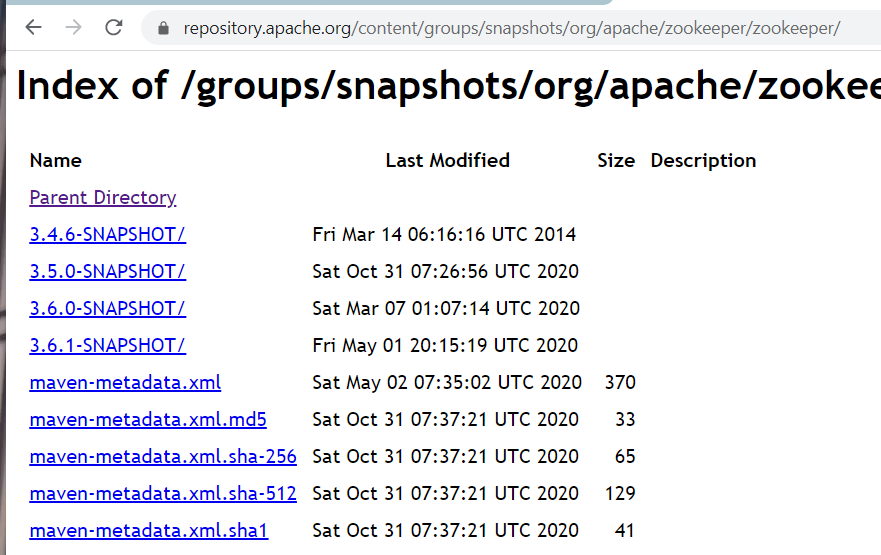 repository.apache.org/content/groups/snapshots/org/apache/zookeeper/zookeeper/
Index of /groups/snapshots/org/apache/zookee
Name Last Modified Size Description
Parent Directory
3.4.6-SNAPSHOT/ Fri Mar 14 06:16:16 UTC 2014
3.5.0-SNAPSHOT/ Sat Oct 31 07:26:56 UTC 2020
3.6.0-SNAPSHOT/ Sat Mar 07 01:07:14 UTC 2020
3.6.1-SNAPSHOT/ Fri May 01 20:15:19 UTC 2020
maven-metadata.xml Sat May 02 07:35:02 UTC 2020 370
maven-metadata.xml.md5 Sat Oct 31 07:37:21 UTC 2020 33
maven-metadata.xml.sha-256 Sat Oct 31 07:37:21 UTC 2020 65
maven-metadata.xml.sha-512 Sat Oct 31 07:37:21 UTC 2020 129
maven-metadata.xml.sha1 Sat Oct 31 07:37:21 UTC 2020 41